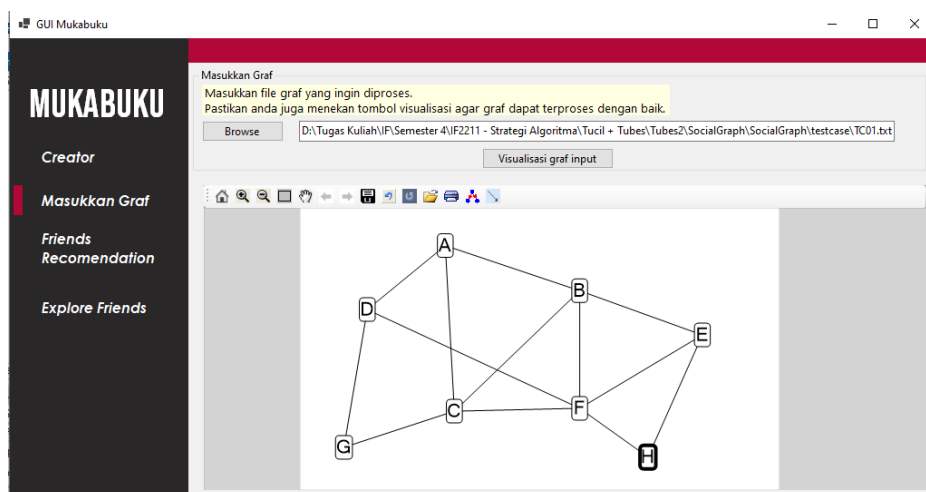 GUI Mukabuku
MUKABUKU
Creator
Masukkan Graf
Friends
Recomendation
Explore Friends
Masukkan Graf
Masukkan file graf yang ingin diproses.
Pastikan anda juga menekan tombol visualisasi agar graf dapat terproses dengan baik.
Browse
D:\Tugas Kuliah\IF\Semester 4\IF2211 - Strategi Algoritma\Tucil + Tubes\Tubes2\SocialGraph\SocialGraph\testcase\TC01.txt
Visualisasi graf input
A
B
D
E
C
F
G
H